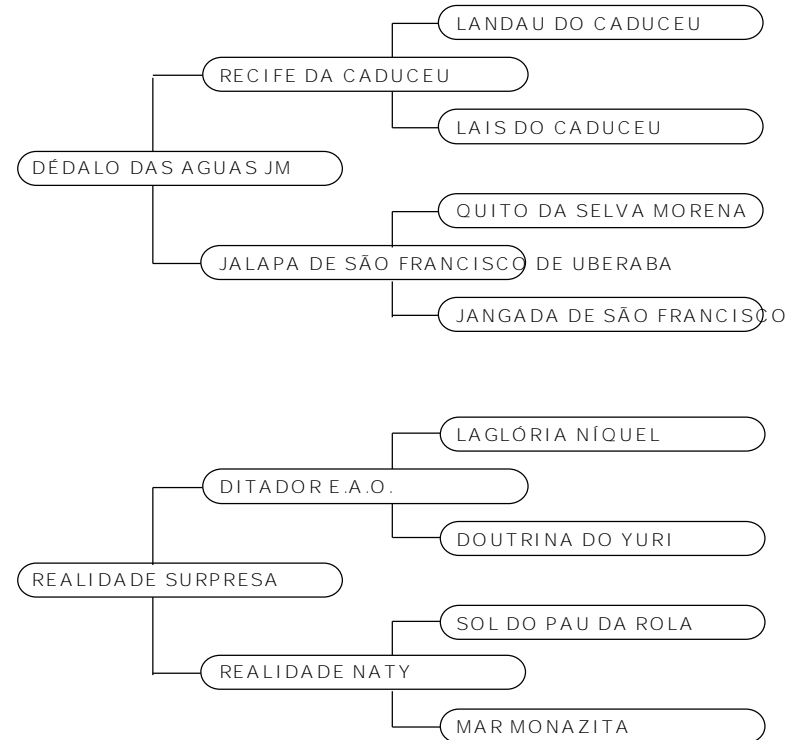 LANDAU DO CADUCEU
RECIFE DA CADUCEU
LAIS DO CADUCEU
DÉDALO DAS AGUAS JM
QUITO DA SELVA MORENA
JALAPA DE SÃO FRANCISCO DE UBERABA
JANGADA DE SÃO FRANCISCO
LAGLÓRIA NÍQUEL
DITADOR E.A.O.
DOUTRINA DO YURI
REALIDADE SURPRESA
SOL DO PAU DA ROLA
REALIDADE NATY
MAR MONAZITA